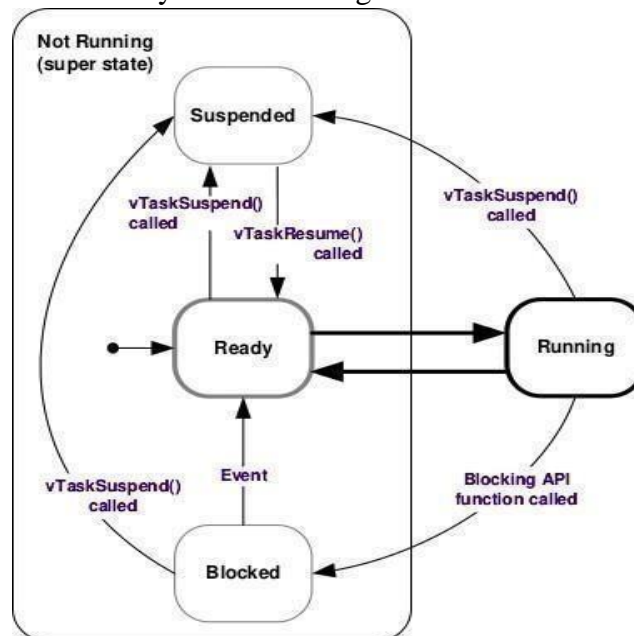 Not Running
(super state)
Suspended
vTaskSuspend()
called
vTaskResume()
called
vTaskSuspend()
called
Ready
Running
Event
vTaskSuspend()
called
Blocking API
function called
Blocked